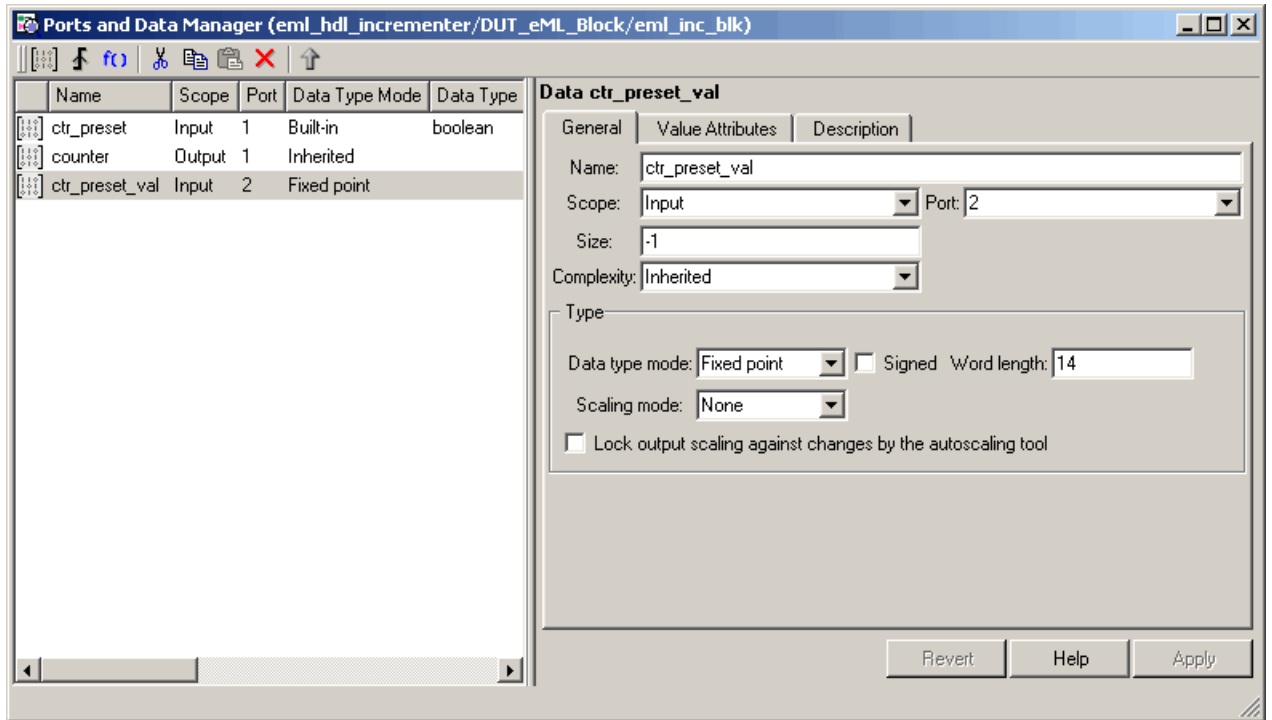 Ports and Data Manager (eml_hdl_incrementer/DUT_eML_Block/eml_inc_blk)
f()
Name Scope Port Data Type Mode Data Type
ctr_preset Input 1 Built-in boolean
counter Output 1 Inherited
ctr_preset_val Input 2 Fixed point
Data ctr_preset_val
General Value Attributes Description
Name: ctr_preset_val
Scope: Input Port: 2
Size: -1
Complexity: Inherited
Type
Data type mode: Fixed point Signed Word length: 14
Scaling mode: None
Lock output scaling against changes by the autoscaling tool
Revert Help Apply